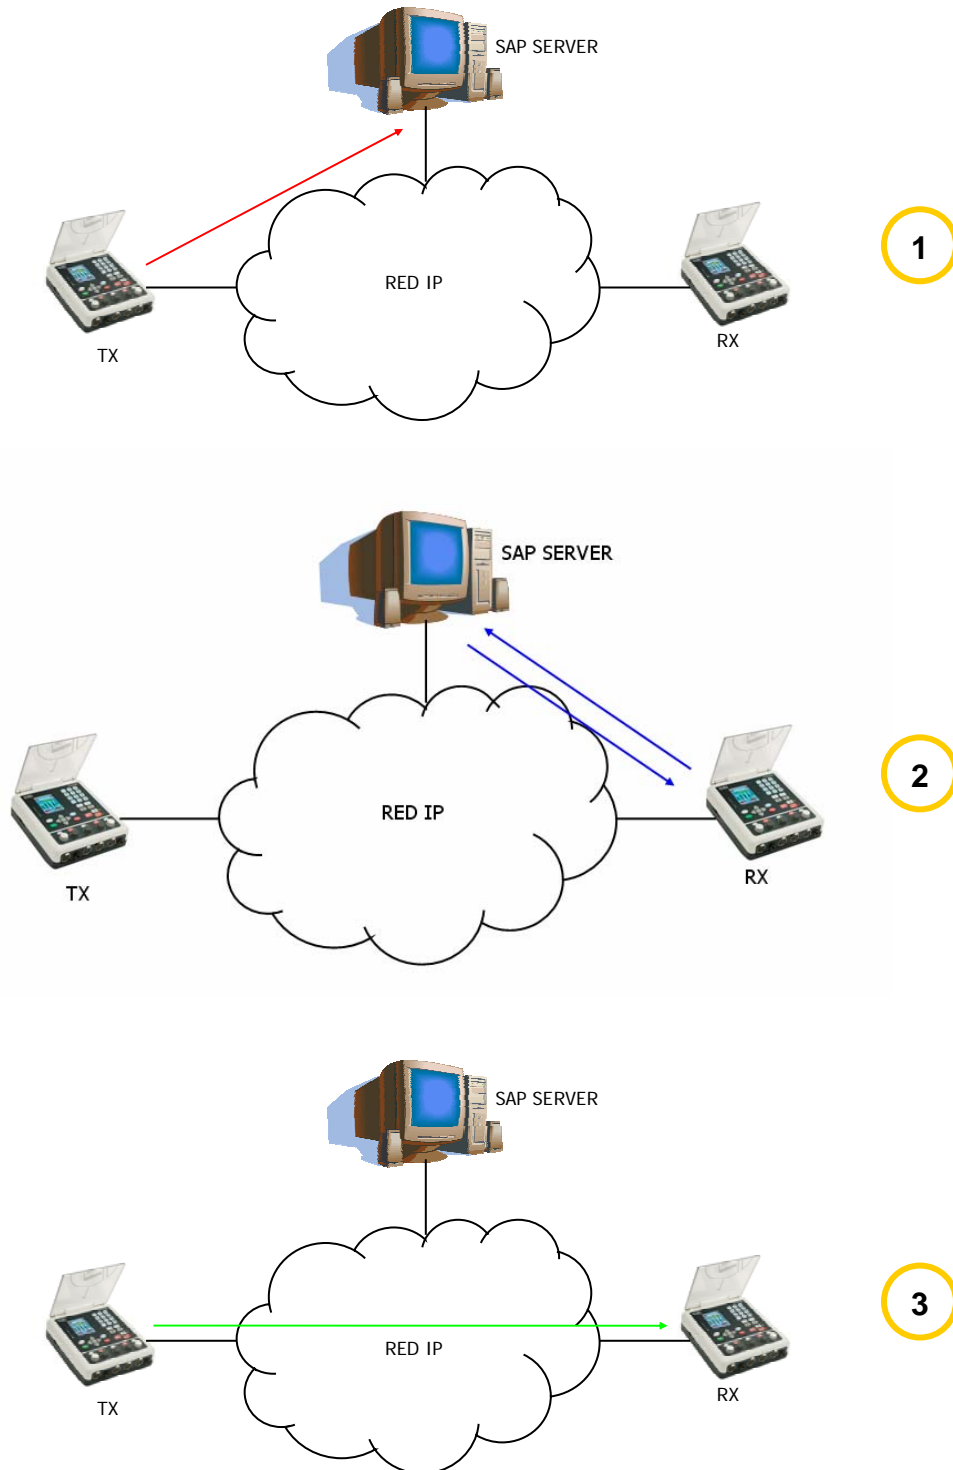 SAP SERVER
RED IP
TX
RX
1
SAP SERVER
RED IP
TX
RX
2
SAP SERVER
RED IP
TX
RX
3